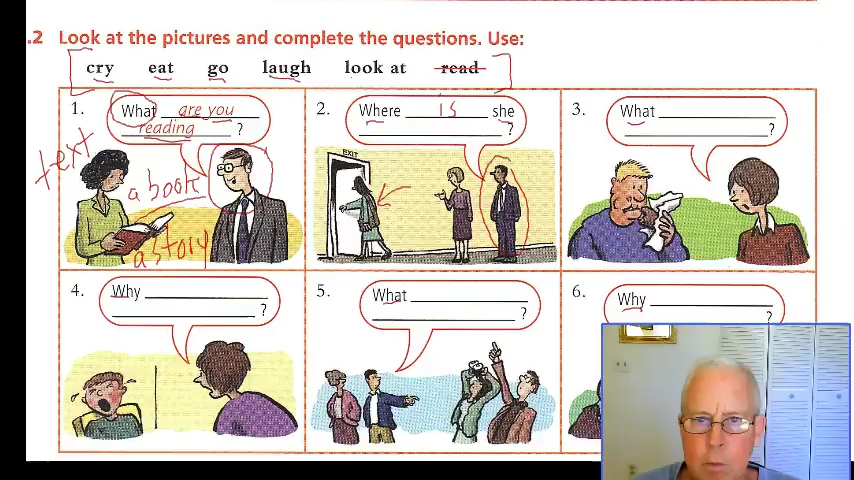 .2 Look at the pictures and complete the questions. Use:
cry eat go laugh look at read
1. What are you
reading ?
text
a book
a story
2. Where is she
?
EXIT
3. What
?
4. Why
?
5. What
?
6. Why
?